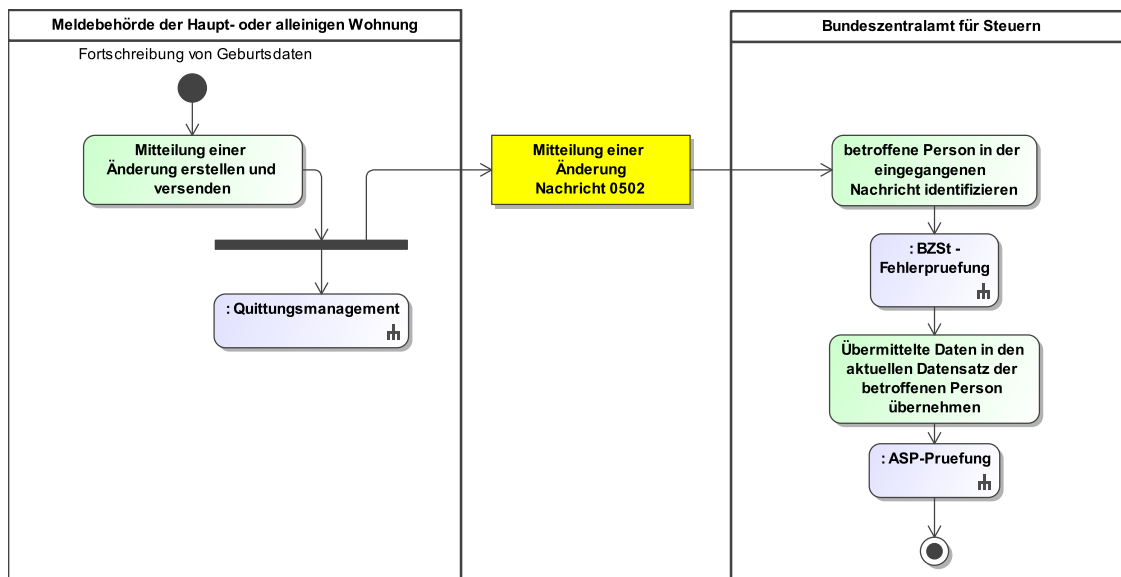 Meldebehörde der Haupt- oder alleinigen Wohnung
Fortschreibung von Geburtsdaten
Mitteilung einer
Änderung erstellen und
versenden
: Quittungsmanagement
Mitteilung einer
Änderung
Nachricht 0502
Bundeszentralamt für Steuern
betroffene Person in der
eingegangenen
Nachricht identifizieren
: BZSt -
Fehlerpruefung
Übermittelte Daten in den
aktuellen Datensatz der
betroffenen Person
übernehmen
: ASP-Pruefung